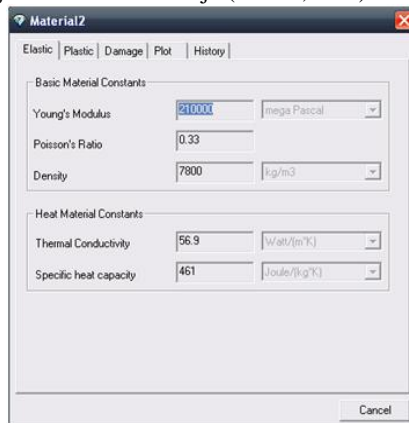 Material2
Elastic Plastic Damage Plot History
Basic Material Constants
Young's Modulus 210000 mega Pascal
Poisson's Ratio 0.33
Density 7800 kg/m3
Heat Material Constants
Thermal Conductivity 56.9 Watt/(m*K)
Specific heat capacity 461 Joule/(kg*K)
Cancel